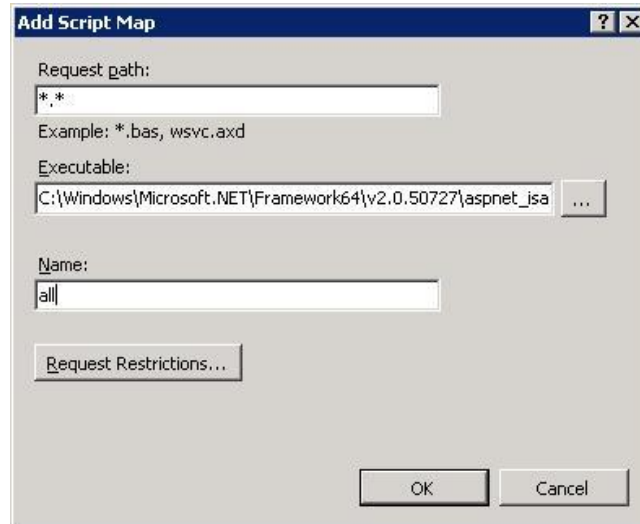 Add Script Map
Request path:
*.*
Example: *.bas, wsvc.axd
Executable:
C:\Windows\Microsoft.NET\Framework64\v2.0.50727\aspnet_isa
...
Name:
all
Request Restrictions...
OK
Cancel